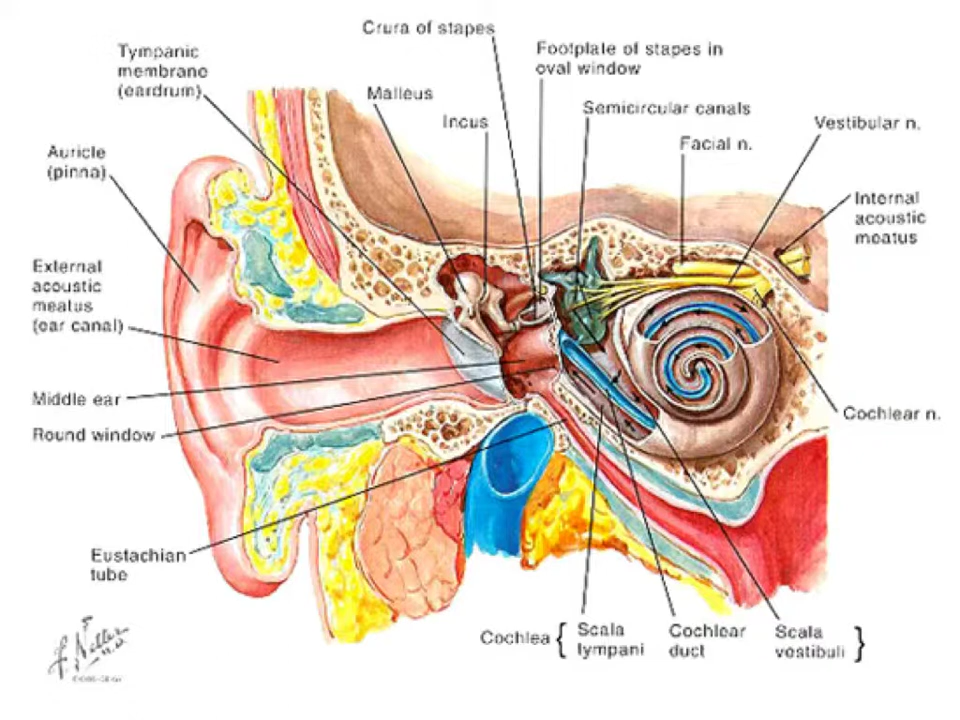 Crura of stapes
Tympanic
membrane
(eardrum)
Footplate of stapes in
oval window
Malleus
Semicircular canals
Incus
Vestibular n.
Facial n.
Auricle
(pinna)
Internal
acoustic
meatus
External
acoustic
meatus
(ear canal)
Middle ear
Cochlear n.
Round window
Eustachian
tube
Cochlea { Scala
lympani
Cochlear
duct
Scala
vestibuli }
F. Netter
M.D.